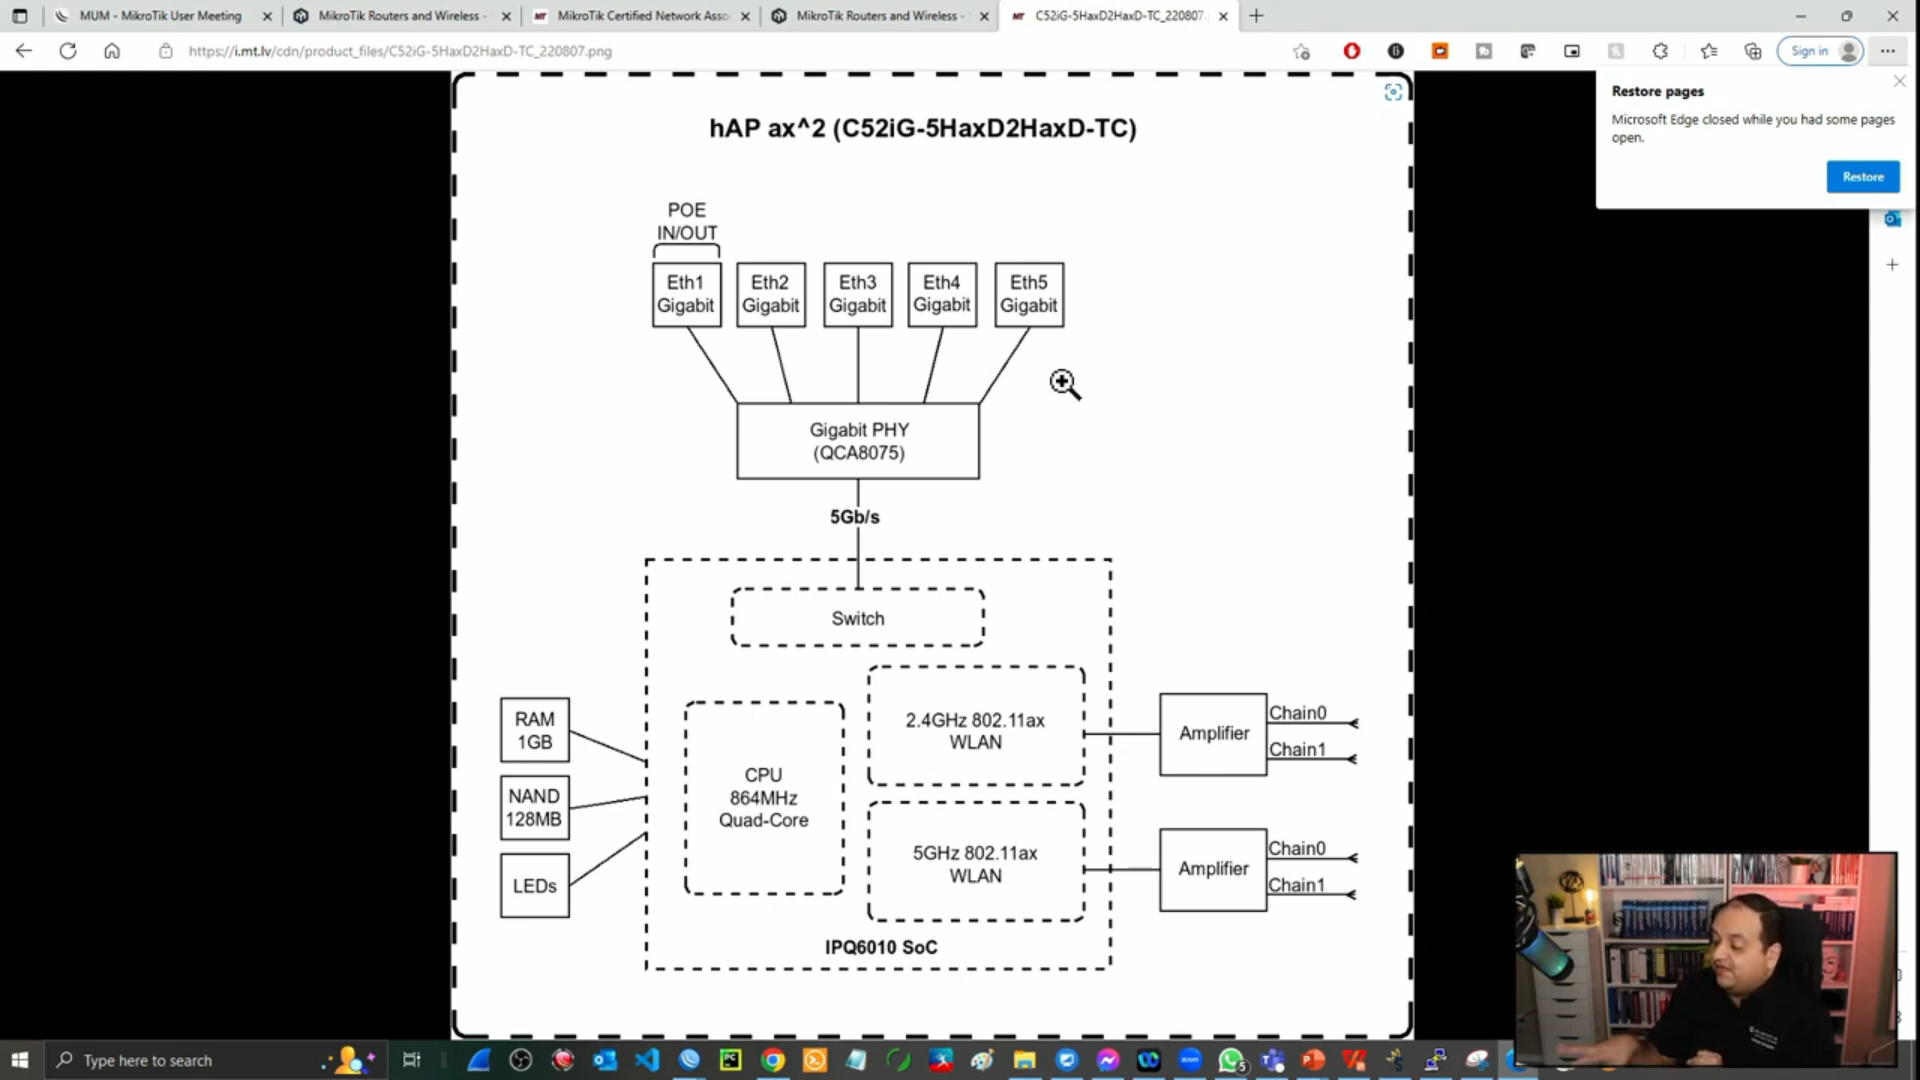 MUM - MikroTik User Meeting
MikroTik Routers and Wireless -
MikroTik Certified Network Asso
MikroTik Routers and Wireless -
C52iG-5HaxD2HaxD-TC_220807.
https://i.mt.lv/cdn/product_files/C52iG-5HaxD2HaxD-TC_220807.png
Sign in
Restore pages
Microsoft Edge closed while you had some pages
open.
Restore
hAP ax^2 (C52iG-5HaxD2HaxD-TC)
POE
IN/OUT
Eth1
Gigabit
Eth2
Gigabit
Eth3
Gigabit
Eth4
Gigabit
Eth5
Gigabit
Gigabit PHY
(QCA8075)
5Gb/s
Switch
RAM
1GB
NAND
128MB
LEDs
CPU
864MHz
Quad-Core
2.4GHz 802.11ax
WLAN
5GHz 802.11ax
WLAN
Amplifier
Chain0
Chain1
Amplifier
Chain0
Chain1
IPQ6010 SoC
Type here to search